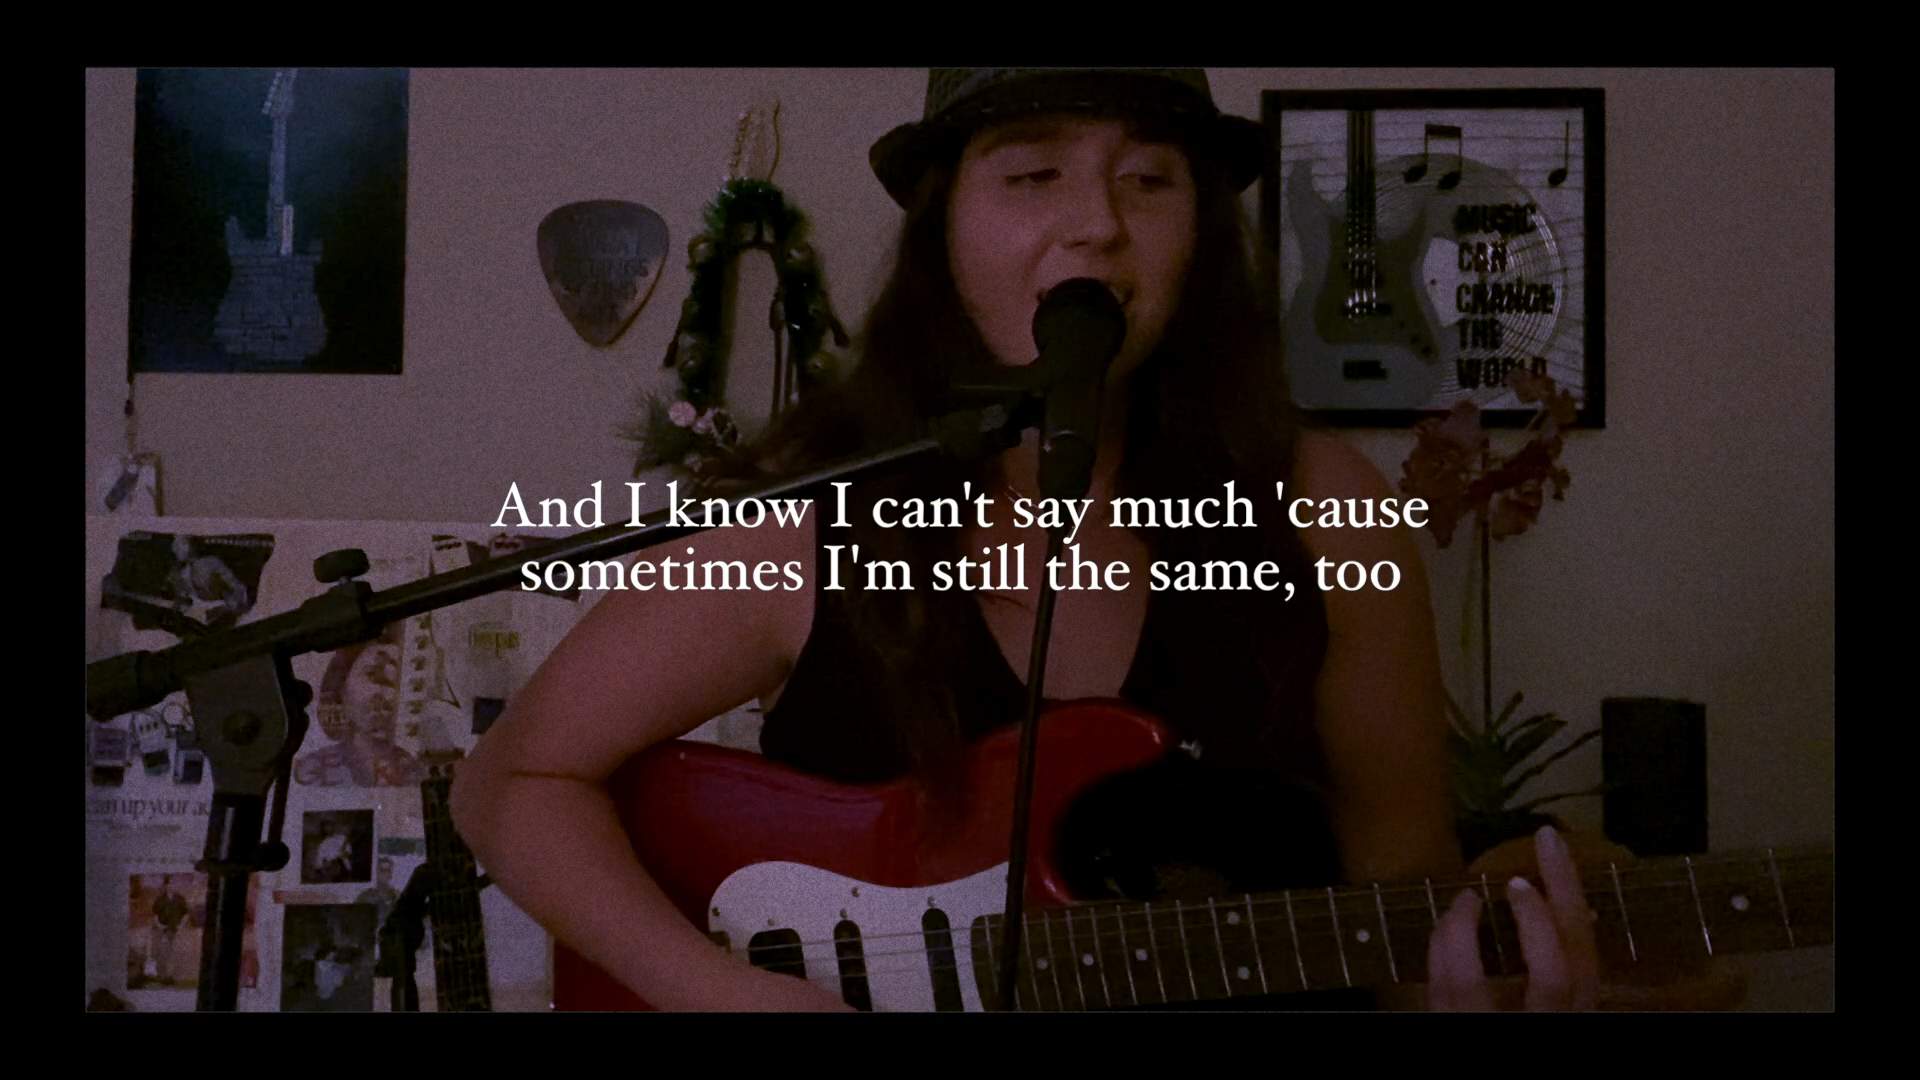 MUSIC
CAN
CHANGE
THE
WORLD
And I know I can't say much 'cause
sometimes I'm still the same, too